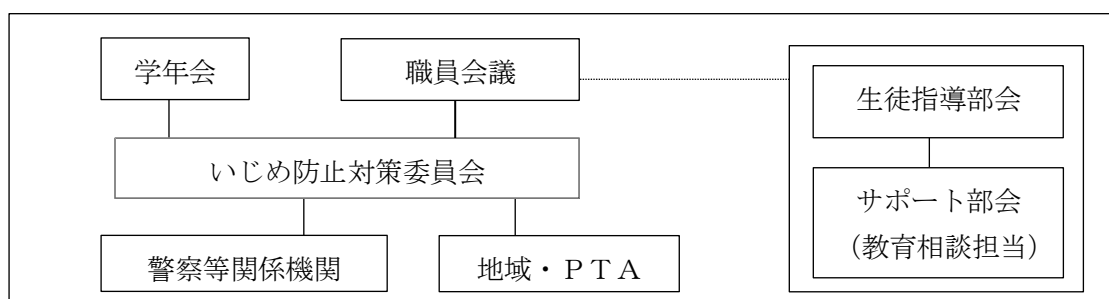 学年会
職員会議
生徒指導部会
いじめ防止対策委員会
サポート部会
（教育相談担当）
警察等関係機関
地域・ＰＴＡ